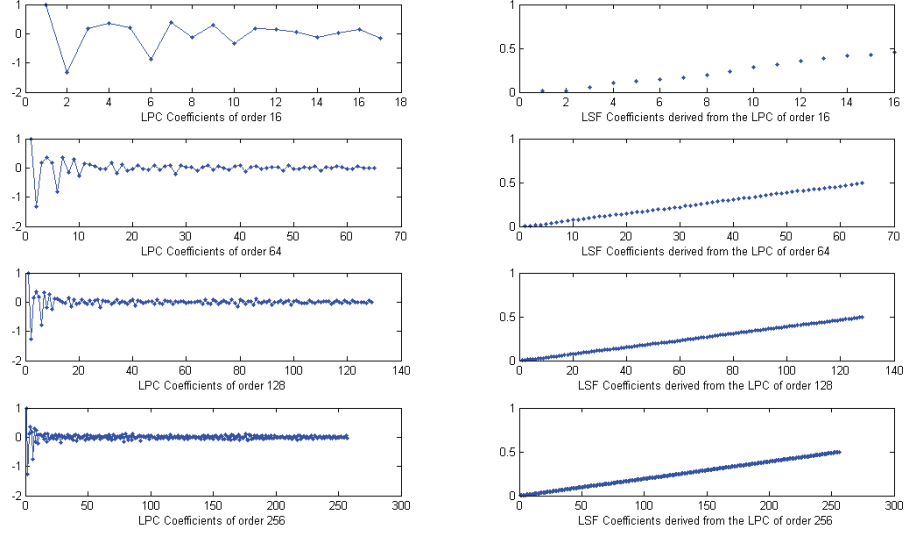 1
0
-1
-2
0 2 4 6 8 10 12 14 16 18
LPC Coefficients of order 16
1
0.5
0
0 2 4 6 8 10 12 14 16
LSF Coefficients derived from the LPC of order 16
1
0
-1
-2
0 10 20 30 40 50 60 70
LPC Coefficients of order 64
1
0.5
0
0 10 20 30 40 50 60 70
LSF Coefficients derived from the LPC of order 64
1
0
-1
-2
0 20 40 60 80 100 120 140
LPC Coefficients of order 128
1
0.5
0
0 20 40 60 80 100 120 140
LSF Coefficients derived from the LPC of order 128
1
0
-1
-2
0 50 100 150 200 250 300
LPC Coefficients of order 256
1
0.5
0
0 50 100 150 200 250 300
LSF Coefficients derived from the LPC of order 256